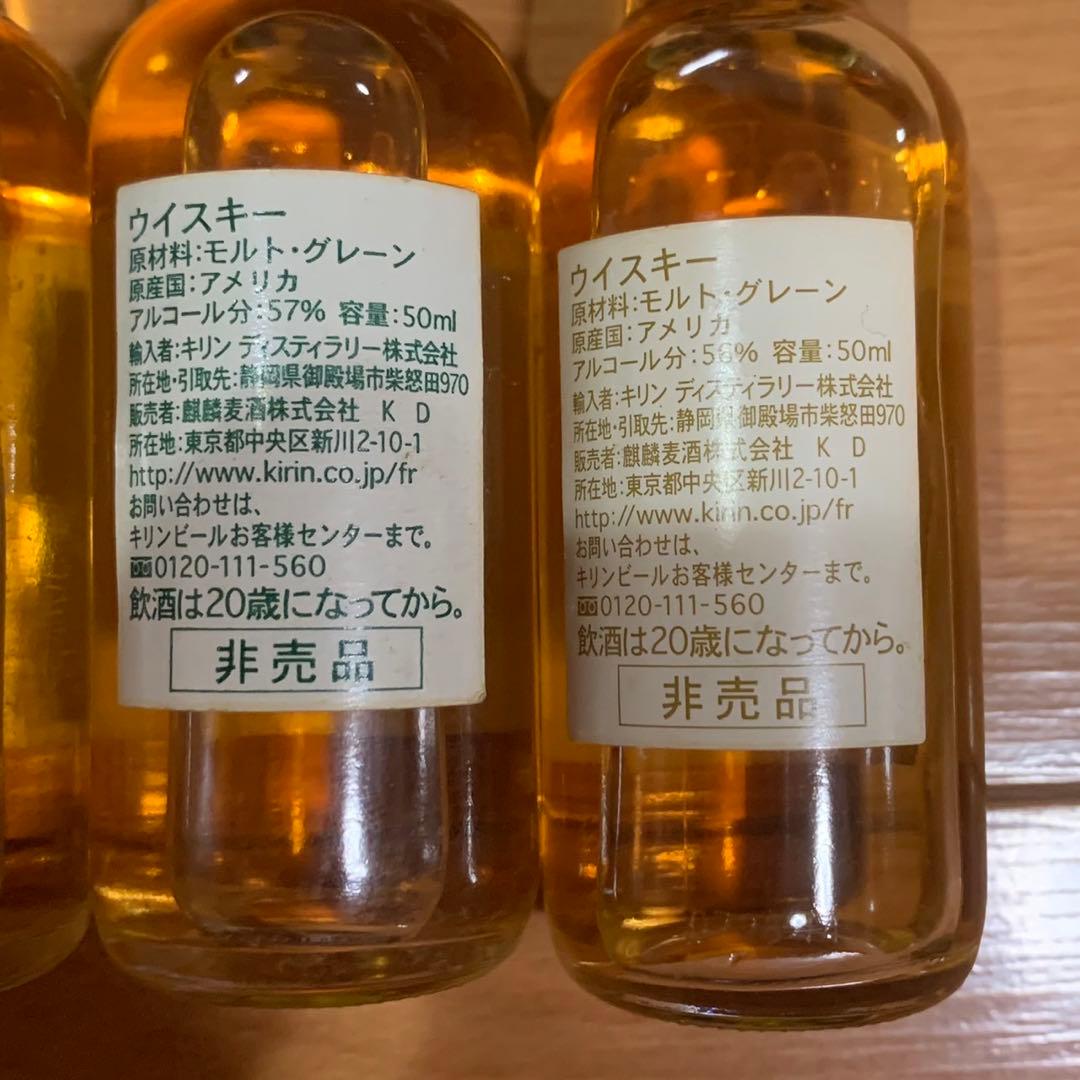 ウイスキー
原材料:モルト・グレーン
原産国:アメリカ
アルコール分:57% 容量:50ml
輸入者:キリン ディスティラリー株式会社
所在地・引取先:静岡県御殿場市柴怒田970
販売者:麒麟麦酒株式会社 K D
所在地:東京都中央区新川2-10-1
http://www.kirin.co.jp/fr
お問い合わせは、
キリンビールお客様センターまで。
0120-111-560
飲酒は20歳になってから。
非売品
ウイスキー
原材料:モルト・グレーン
原産国:アメリカ
アルコール分:58% 容量:50ml
輸入者:キリン ディスティラリー株式会社
所在地・引取先:静岡県御殿場市柴怒田970
販売者:麒麟麦酒株式会社 K D
所在地:東京都中央区新川2-10-1
http://www.kirin.co.jp/fr
お問い合わせは、
キリンビールお客様センターまで。
0120-111-560
飲酒は20歳になってから。
非売品